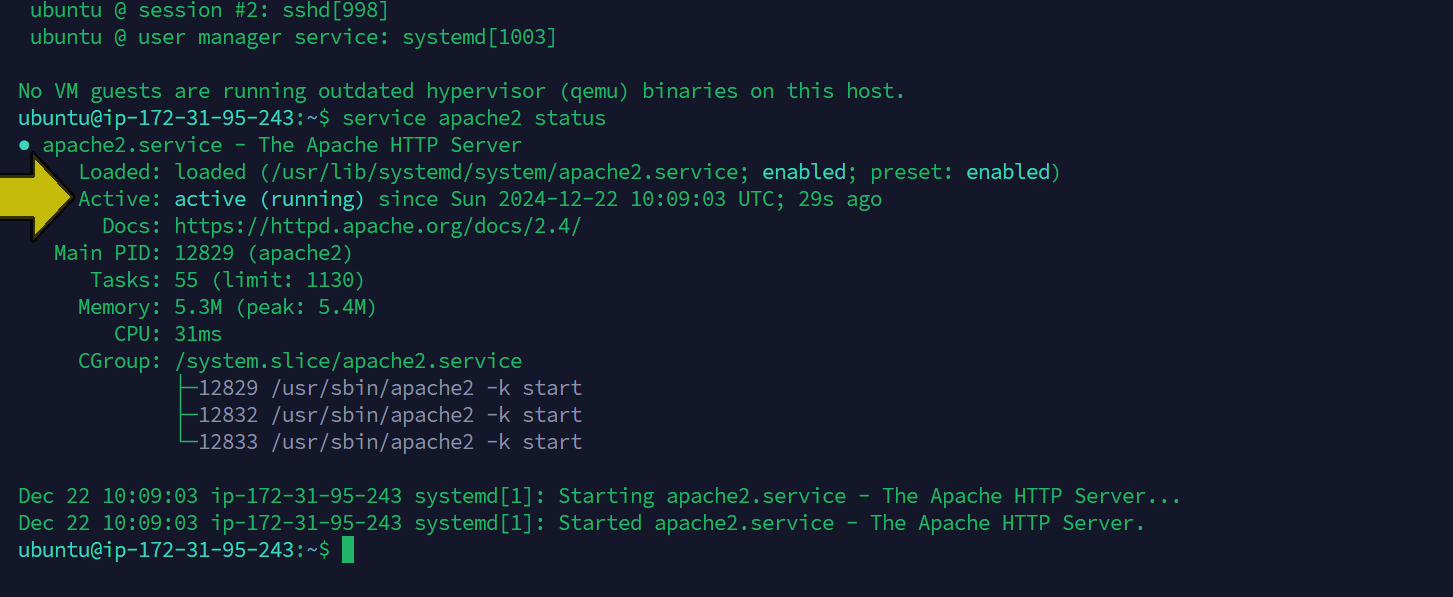 ubuntu @ session #2: sshd[998]
ubuntu @ user manager service: systemd[1003]
No VM guests are running outdated hypervisor (qemu) binaries on this host.
ubuntu@ip-172-31-95-243:~$ service apache2 status
● apache2.service - The Apache HTTP Server
Loaded: loaded (/usr/lib/systemd/system/apache2.service; enabled; preset: enabled)
Active: active (running) since Sun 2024-12-22 10:09:03 UTC; 29s ago
Docs: https://httpd.apache.org/docs/2.4/
Main PID: 12829 (apache2)
Tasks: 55 (limit: 1130)
Memory: 5.3M (peak: 5.4M)
CPU: 31ms
CGroup: /system.slice/apache2.service
├─12829 /usr/sbin/apache2 -k start
├─12832 /usr/sbin/apache2 -k start
└─12833 /usr/sbin/apache2 -k start
Dec 22 10:09:03 ip-172-31-95-243 systemd[1]: Starting apache2.service - The Apache HTTP Server...
Dec 22 10:09:03 ip-172-31-95-243 systemd[1]: Started apache2.service - The Apache HTTP Server.
ubuntu@ip-172-31-95-243:~$